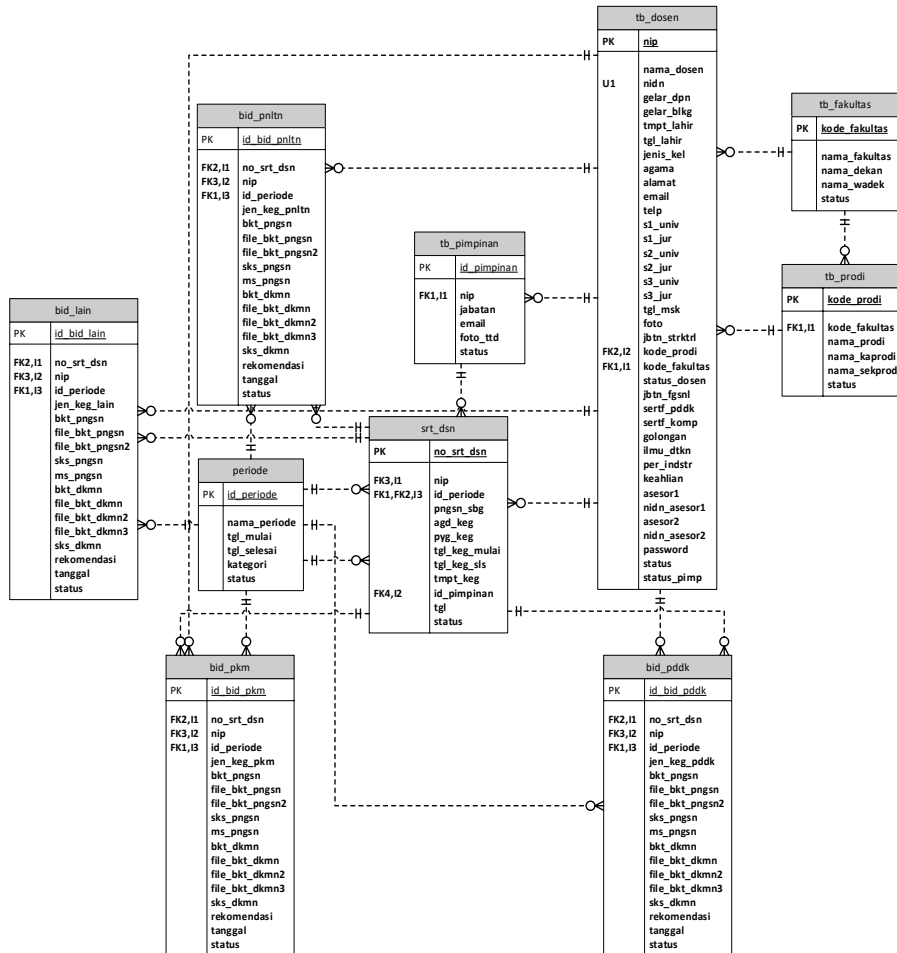 tb_dosen
PK nip
nama_dosen
U1 nidn
gelar_dpn
gelar_blkg
tmpt_lahir
tgl_lahir
jenis_kel
agama
alamat
email
telp
s1_univ
s1_jur
s2_univ
s2_jur
s3_univ
s3_jur
tgl_msk
foto
jbtn_strktrl
FK2,I2 kode_prodi
FK1,I1 kode_fakultas
status_dosen
jbtn_fgsnl
sertf_pddk
sertf_komp
golongan
ilmu_dtkn
per_indstr
keahlian
asesor1
nidn_asesor1
asesor2
nidn_asesor2
password
status
status_pimp
tb_fakultas
PK kode_fakultas
nama_fakultas
nama_dekan
nama_wadek
status
tb_prodi
PK kode_prodi
FK1,I1 kode_fakultas
nama_prodi
nama_kaprodi
nama_sekprod
status
bid_pnltn
PK id_bid_pnltn
FK2,I1 no_srt_dsn
FK3,I2 nip
FK1,I3 id_periode
jen_keg_pnltn
bkt_pngsn
file_bkt_pngsn
file_bkt_pngsn2
sks_pngsn
ms_pngsn
bkt_dkmn
file_bkt_dkmn
file_bkt_dkmn2
file_bkt_dkmn3
sks_dkmn
rekomendasi
tanggal
status
tb_pimpinan
PK id_pimpinan
FK1,I1 nip
jabatan
email
foto_ttd
status
bid_lain
PK id_bid_lain
FK2,I1 no_srt_dsn
FK3,I2 nip
FK1,I3 id_periode
jen_keg_lain
bkt_pngsn
file_bkt_pngsn
file_bkt_pngsn2
sks_pngsn
ms_pngsn
bkt_dkmn
file_bkt_dkmn
file_bkt_dkmn2
file_bkt_dkmn3
sks_dkmn
rekomendasi
tanggal
status
periode
PK id_periode
nama_periode
tgl_mulai
tgl_selesai
kategori
status
srt_dsn
PK no_srt_dsn
FK3,I1 nip
FK1,FK2,I3 id_periode
pngsn_sbg
agd_keg
pyg_keg
tgl_keg_mulai
tgl_keg_sls
tmpt_keg
FK4,I2 id_pimpinan
tgl
status
bid_pkm
PK id_bid_pkm
FK2,I1 no_srt_dsn
FK3,I2 nip
FK1,I3 id_periode
jen_keg_pkm
bkt_pngsn
file_bkt_pngsn
file_bkt_pngsn2
sks_pngsn
ms_pngsn
bkt_dkmn
file_bkt_dkmn
file_bkt_dkmn2
file_bkt_dkmn3
sks_dkmn
rekomendasi
tanggal
status
bid_pddk
PK id_bid_pddk
FK2,I1 no_srt_dsn
FK3,I2 nip
FK1,I3 id_periode
jen_keg_pddk
bkt_pngsn
file_bkt_pngsn
file_bkt_pngsn2
sks_pngsn
ms_pngsn
bkt_dkmn
file_bkt_dkmn
file_bkt_dkmn2
file_bkt_dkmn3
sks_dkmn
rekomendasi
tanggal
status